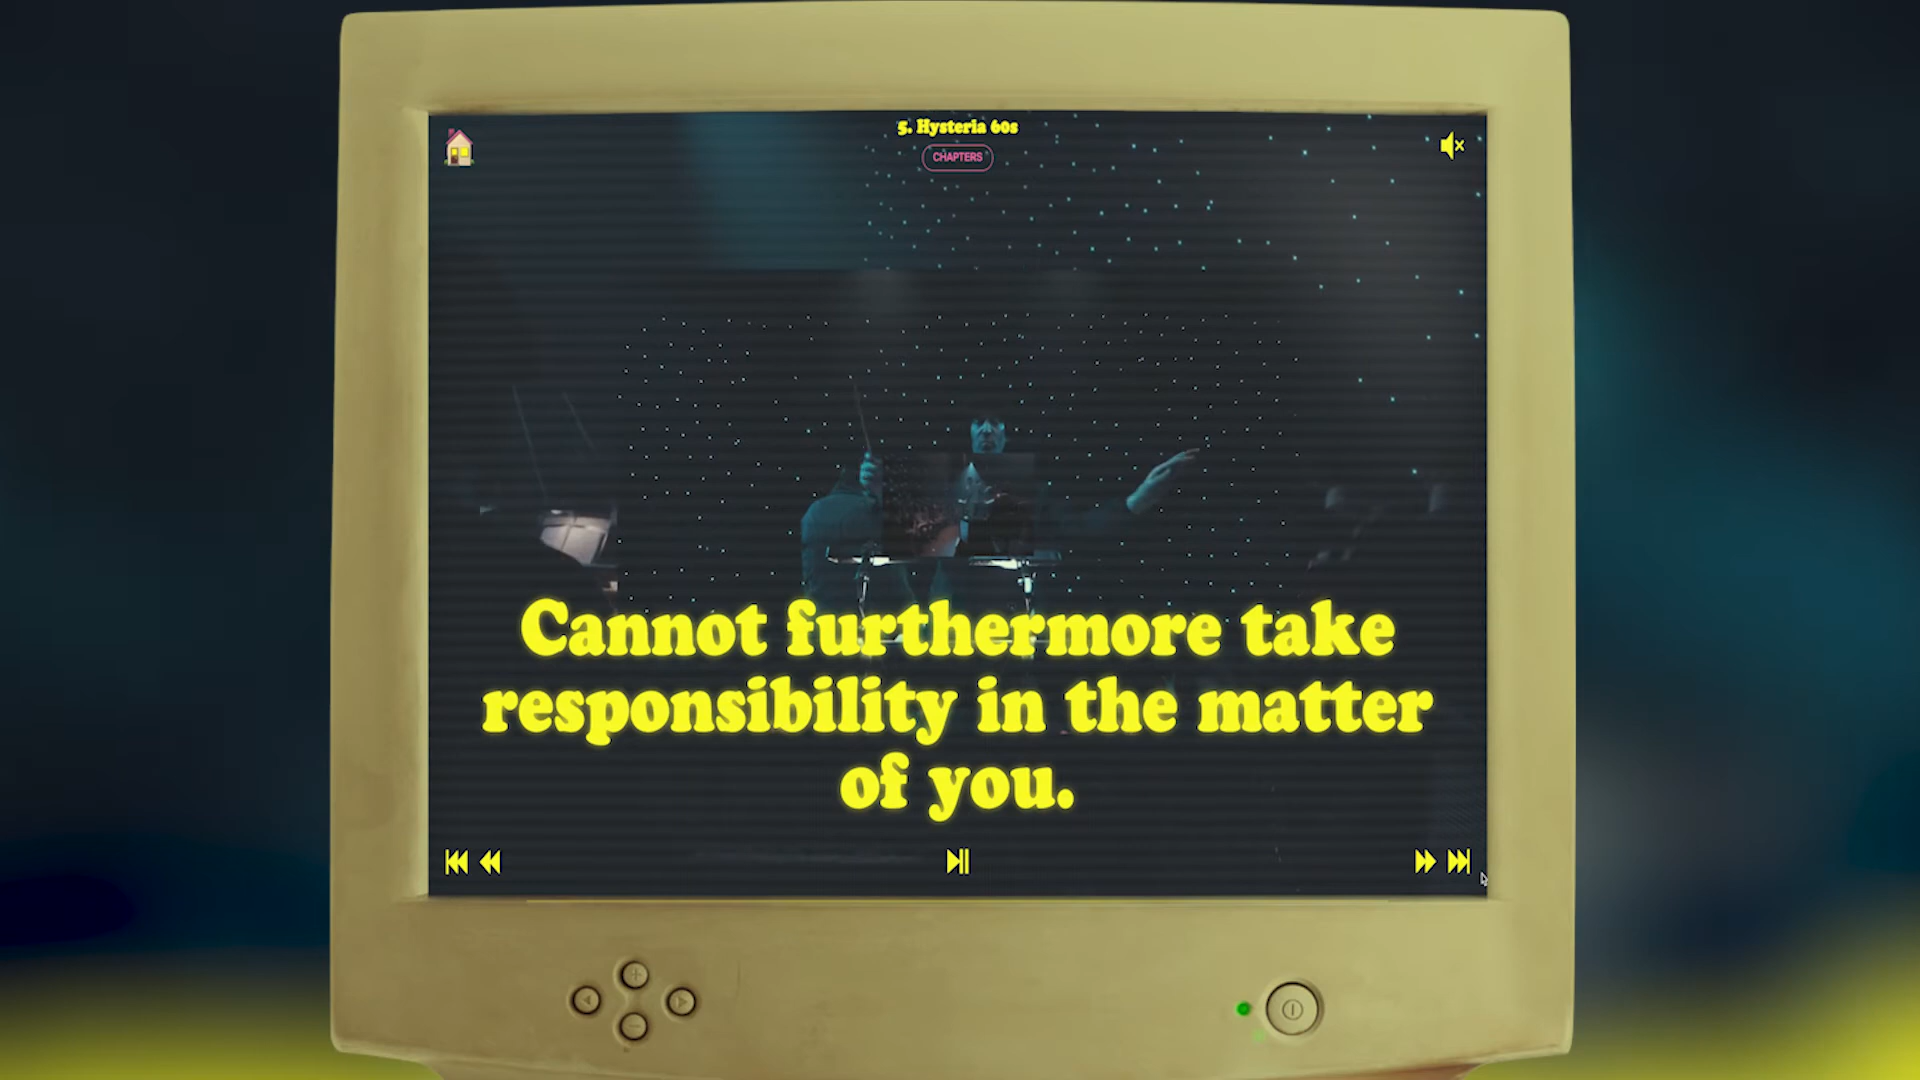 5. Hysteria 60s
CHAPTERS
Cannot furthermore take
responsibility in the matter
of you.